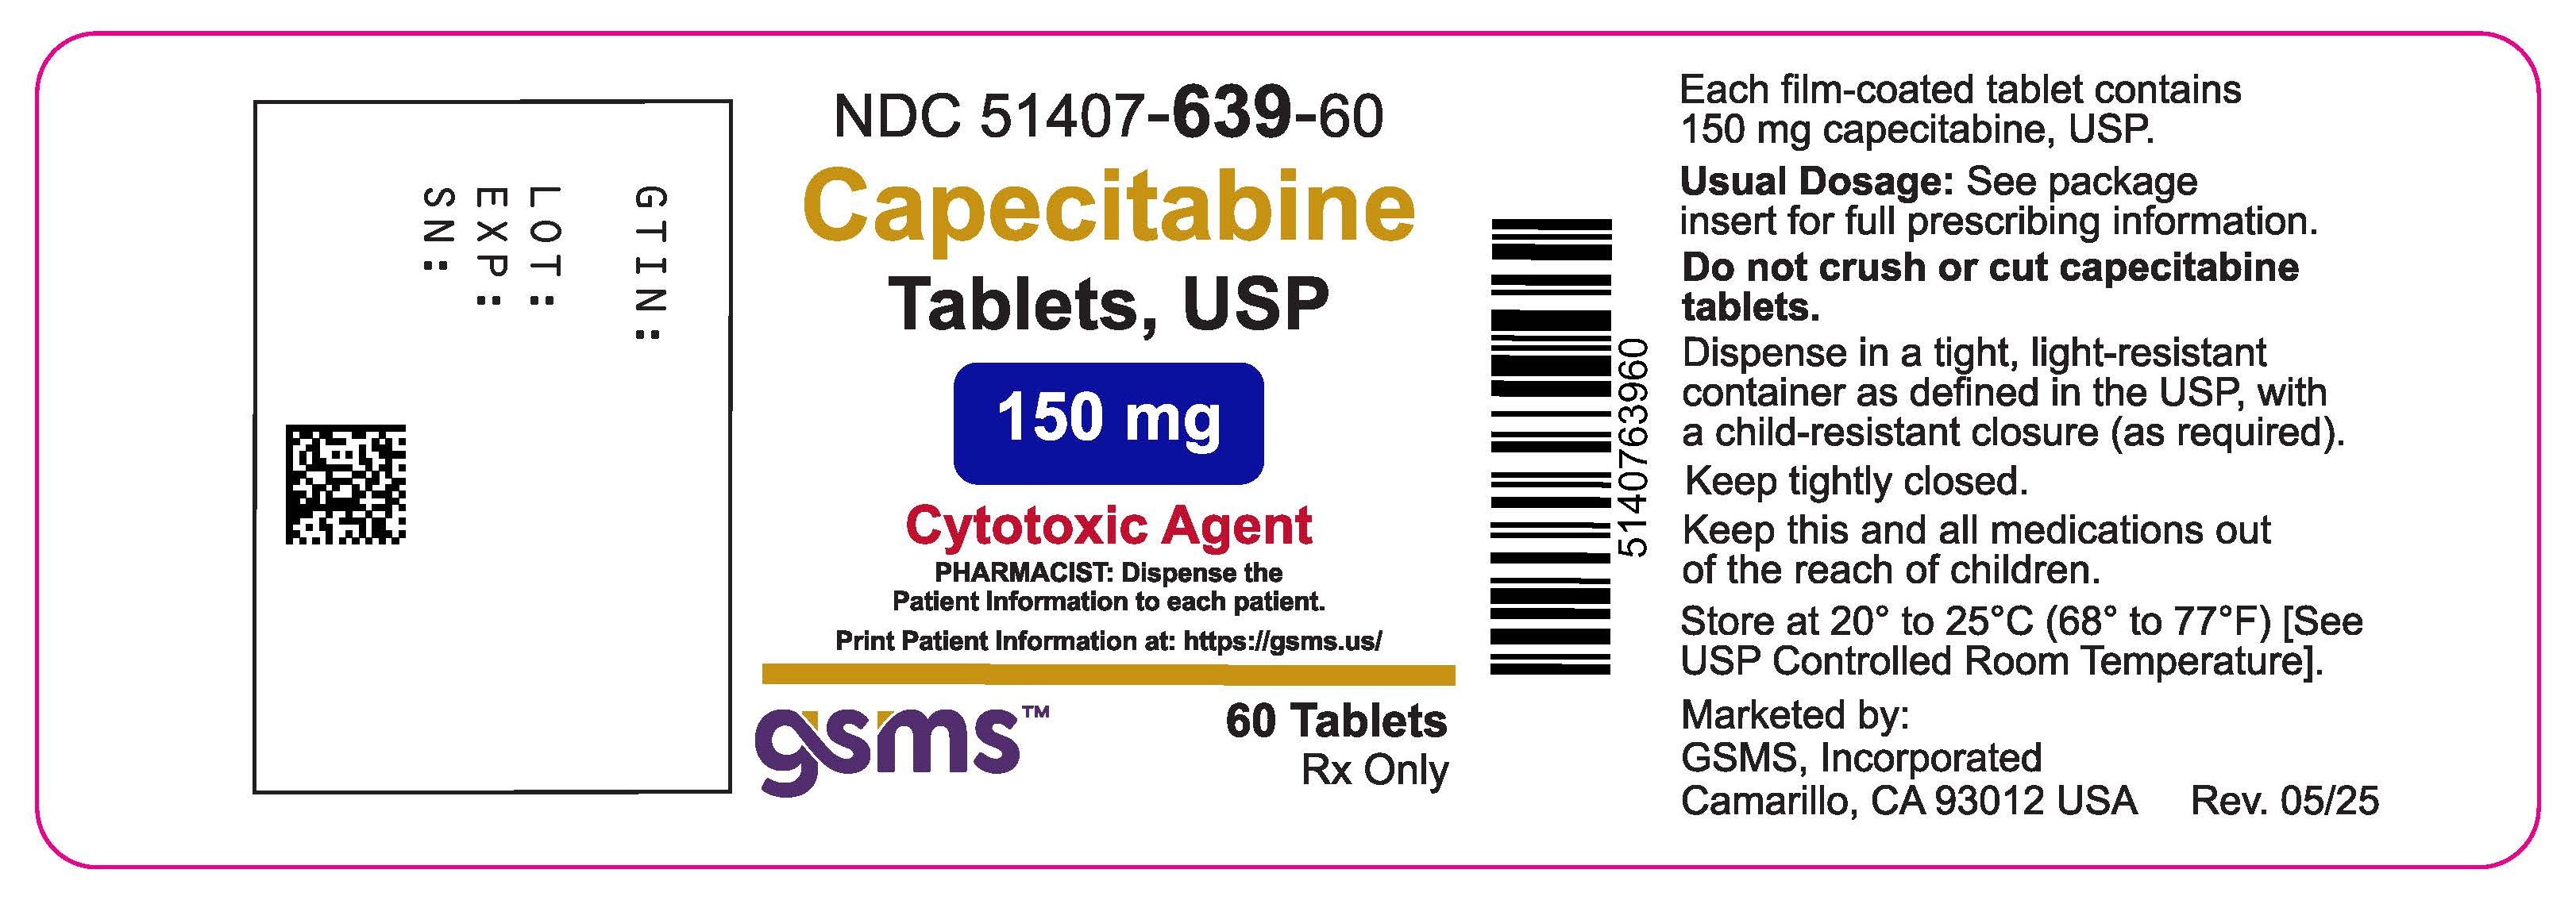 GTIN:
LOT:
EXP:
SN:
NDC 51407-639-60
Capecitabine
Tablets, USP
150 mg
Cytotoxic Agent
PHARMACIST: Dispense the
Patient Information to each patient.
Print Patient Information at: https://gsms.us/
gsms™
60 Tablets
Rx Only
5140763960
Each film-coated tablet contains
150 mg capecitabine, USP.
Usual Dosage: See package
insert for full prescribing information.
Do not crush or cut capecitabine
tablets.
Dispense in a tight, light-resistant
container as defined in the USP, with
a child-resistant closure (as required).
Keep tightly closed.
Keep this and all medications out
of the reach of children.
Store at 20° to 25°C (68° to 77°F) [See
USP Controlled Room Temperature].
Marketed by:
GSMS, Incorporated
Camarillo, CA 93012 USA Rev. 05/25